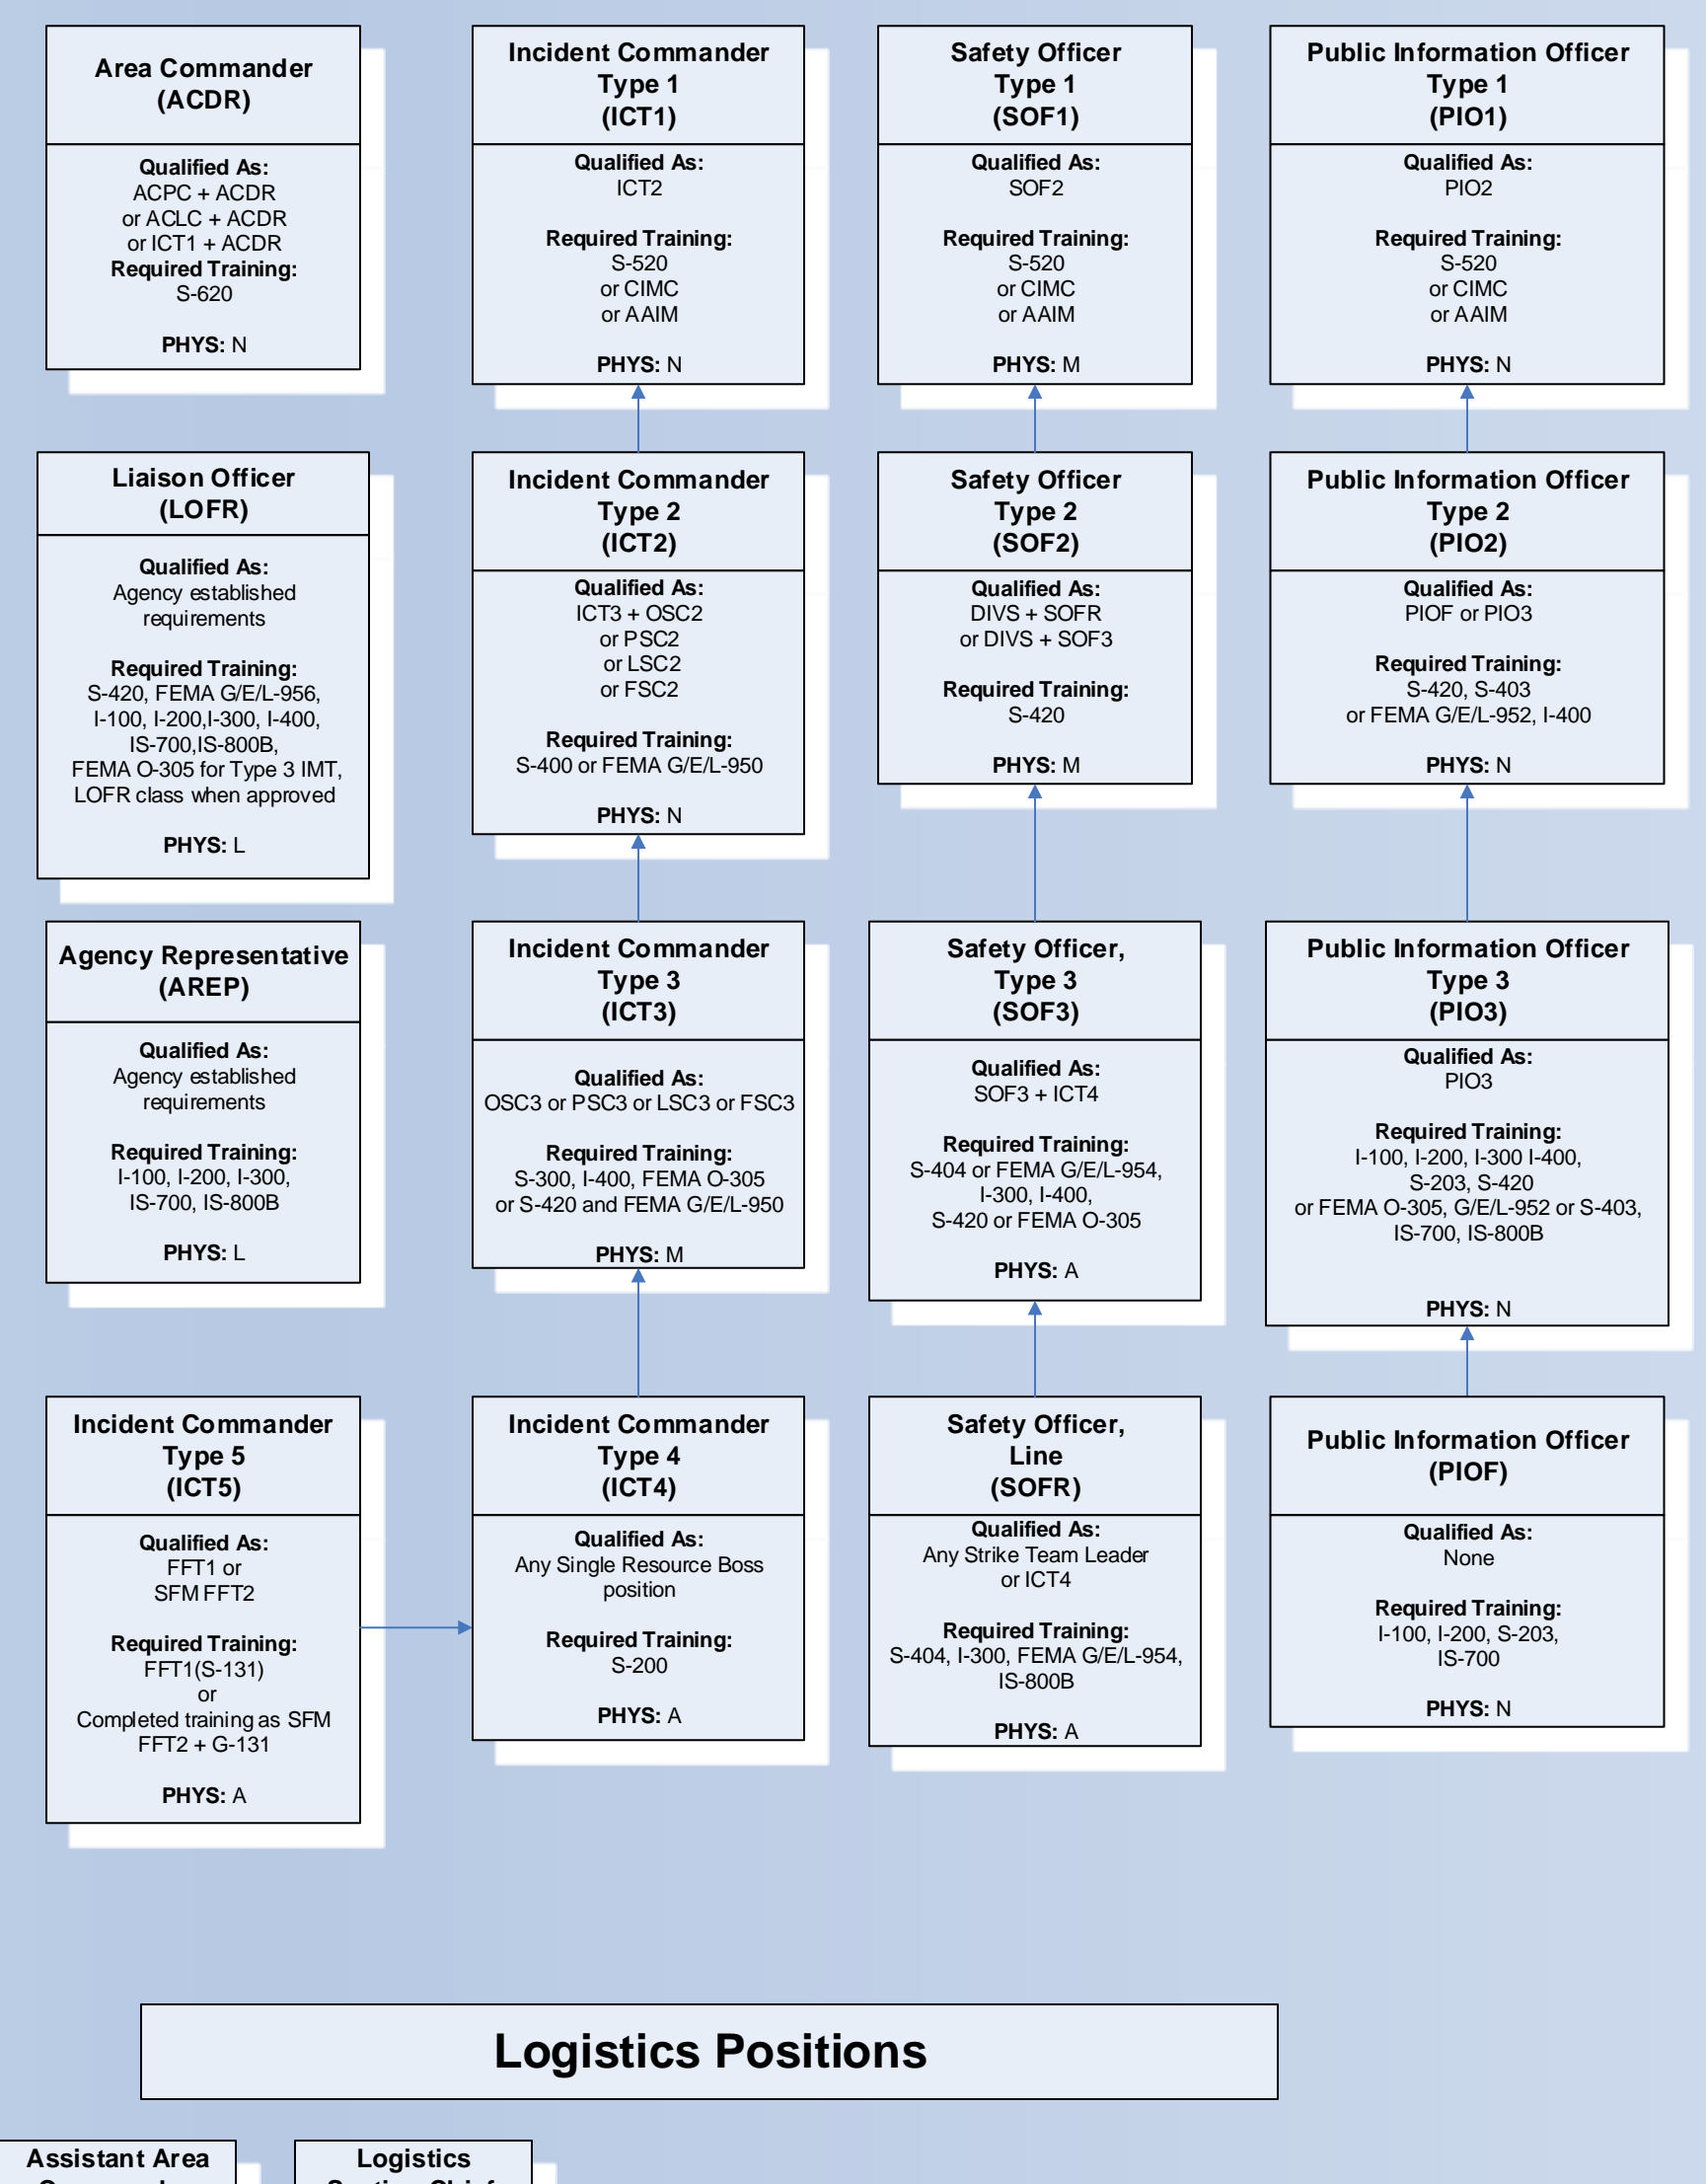 Area Commander
(ACDR)
Qualified As:
ACPC + ACDR
or ACLC + ACDR
or ICT1 + ACDR
Required Training:
S-620
PHYS: N
Incident Commander
Type 1
(ICT1)
Qualified As:
ICT2
Required Training:
S-520
or CIMC
or AAIM
PHYS: N
Safety Officer
Type 1
(SOF1)
Qualified As:
SOF2
Required Training:
S-520
or CIMC
or AAIM
PHYS: M
Public Information Officer
Type 1
(PIO1)
Qualified As:
PIO2
Required Training:
S-520
or CIMC
or AAIM
PHYS: N
Liaison Officer
(LOFR)
Qualified As:
Agency established
requirements
Required Training:
S-420, FEMA G/E/L-956,
I-100, I-200,I-300, I-400,
IS-700,IS-800B,
FEMA O-305 for Type 3 IMT,
LOFR class when approved
PHYS: L
Incident Commander
Type 2
(ICT2)
Qualified As:
ICT3 + OSC2
or PSC2
or LSC2
or FSC2
Required Training:
S-400 or FEMA G/E/L-950
PHYS: N
Safety Officer
Type 2
(SOF2)
Qualified As:
DIVS + SOFR
or DIVS + SOF3
Required Training:
S-420
PHYS: M
Public Information Officer
Type 2
(PIO2)
Qualified As:
PIOF or PIO3
Required Training:
S-420, S-403
or FEMA G/E/L-952, I-400
PHYS: N
Agency Representative
(AREP)
Qualified As:
Agency established
requirements
Required Training:
I-100, I-200, I-300,
IS-700, IS-800B
PHYS: L
Incident Commander
Type 3
(ICT3)
Qualified As:
OSC3 or PSC3 or LSC3 or FSC3
Required Training:
S-300, I-400, FEMA O-305
or S-420 and FEMA G/E/L-950
PHYS: M
Safety Officer,
Type 3
(SOF3)
Qualified As:
SOF3 + ICT4
Required Training:
S-404 or FEMA G/E/L-954,
I-300, I-400,
S-420 or FEMA O-305
PHYS: A
Public Information Officer
Type 3
(PIO3)
Qualified As:
PIO3
Required Training:
I-100, I-200, I-300 I-400,
S-203, S-420
or FEMA O-305, G/E/L-952 or S-403,
IS-700, IS-800B
PHYS: N
Incident Commander
Type 5
(ICT5)
Qualified As:
FFT1 or
SFM FFT2
Required Training:
FFT1(S-131)
or
Completed training as SFM
FFT2 + G-131
PHYS: A
Incident Commander
Type 4
(ICT4)
Qualified As:
Any Single Resource Boss
position
Required Training:
S-200
PHYS: A
Safety Officer,
Line
(SOFR)
Qualified As:
Any Strike Team Leader
or ICT4
Required Training:
S-404, I-300, FEMA G/E/L-954,
IS-800B
PHYS: A
Public Information Officer
(PIOF)
Qualified As:
None
Required Training:
I-100, I-200, S-203,
IS-700
PHYS: N
Logistics Positions
Assistant Area
Logistics